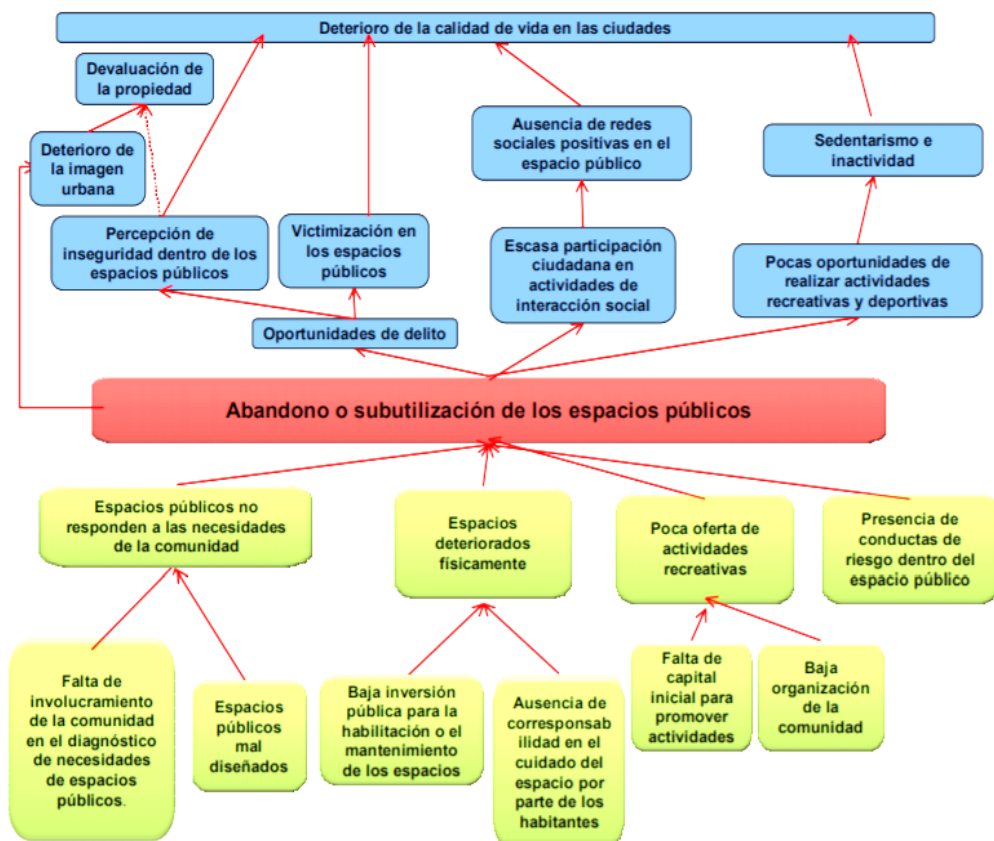 Deterioro de la calidad de vida en las ciudades
Devaluación de
la propiedad
Deterioro de
la imagen
urbana
Ausencia de redes
sociales positivas en el
espacio público
Sedentarismo e
inactividad
Percepción de
inseguridad dentro de los
espacios públicos
Victimización en
los espacios
públicos
Escasa participación
ciudadana en
actividades de
interacción social
Pocas oportunidades de
realizar actividades
recreativas y deportivas
Oportunidades de delito
Abandono o subutilización de los espacios públicos
Espacios públicos no
responden a las necesidades
de la comunidad
Espacios
deteriorados
físicamente
Poca oferta de
actividades
recreativas
Presencia de
conductas de
riesgo dentro del
espacio público
Falta de
involucramiento
de la comunidad
en el diagnóstico
de necesidades
de espacios
públicos.
Espacios
públicos
mal
diseñados
Baja inversión
pública para la
habilitación o el
mantenimiento
de los espacios
Ausencia de
corresponsab
ilidad en el
cuidado del
espacio por
parte de los
habitantes
Falta de
capital
inicial para
promover
actividades
Baja
organización
de la
comunidad